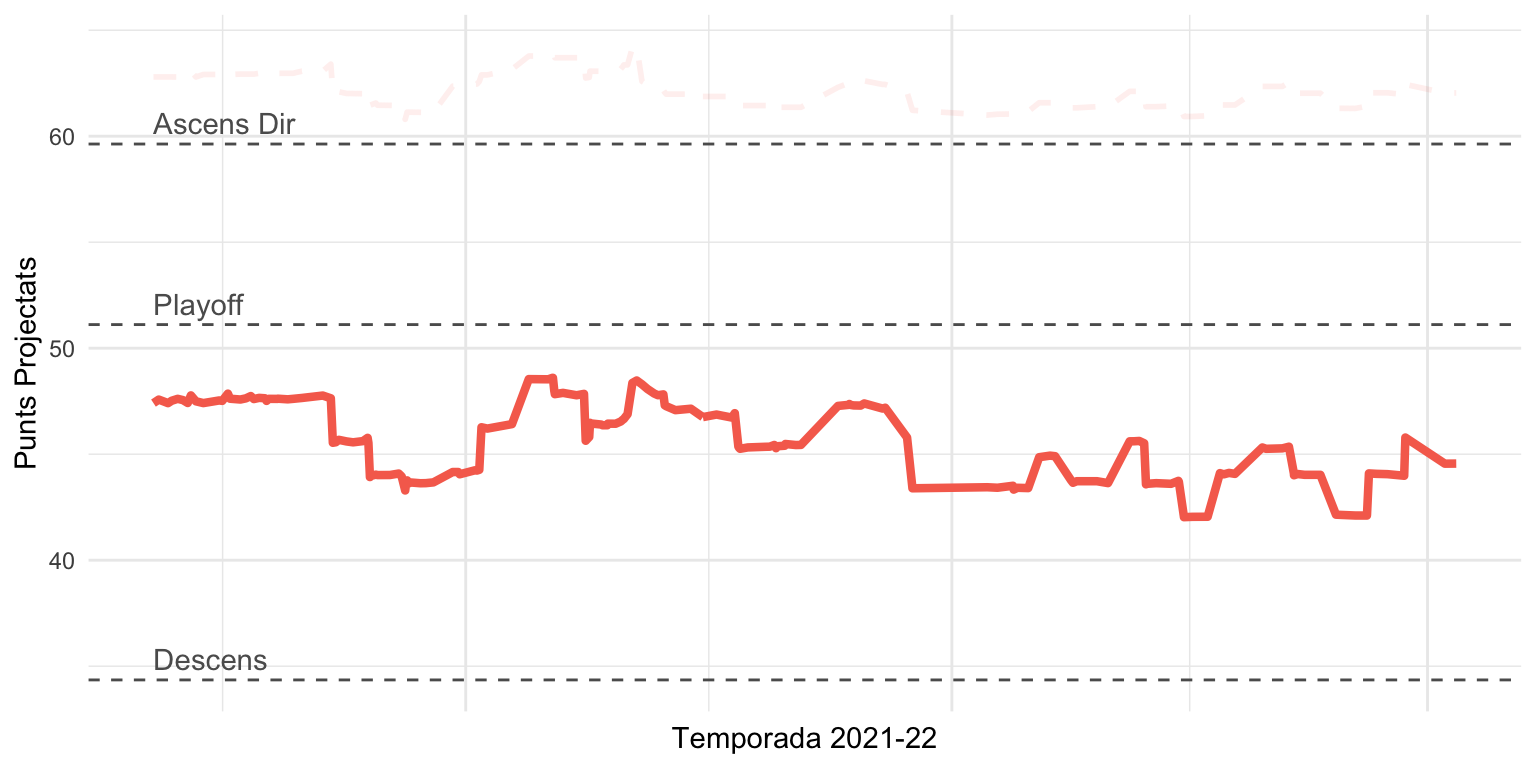 Ascens Dir
60
Playoff
50
Punts Projectats
40
Descens
Temporada 2021-22